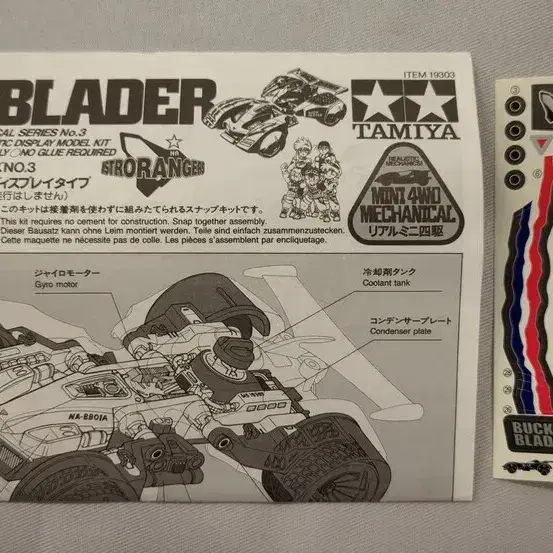 ITEM 19303
BLADER
CAL SERIES No.3
TIC DISPLAY MODEL KIT
NO GLUE REQUIRED
NO.3
ィスプレイタイプ
行はしません)
STRORANGER
TAMIYA
REALISTIC
MINI 4WD
MECHANICAL
リアルミニ四駆
このキットは接着剤を使わずに組みたてられるスナップキットです。
This kit requires no cement for construction. Snap together assembly.
Dieser Bausatz kann ohne Leim montiert werden. Teile sind einfach zusammenzustecken.
Cette maquette ne nécessite pas de colle. Les pièces s'assemblent par encliquetage.
ジャイロモーター
Gyro motor
冷却剤タンク
Coolant tank
コンデンサープレート
Condenser plate
NA-8801A
③
⑥
BUCK
BLAD